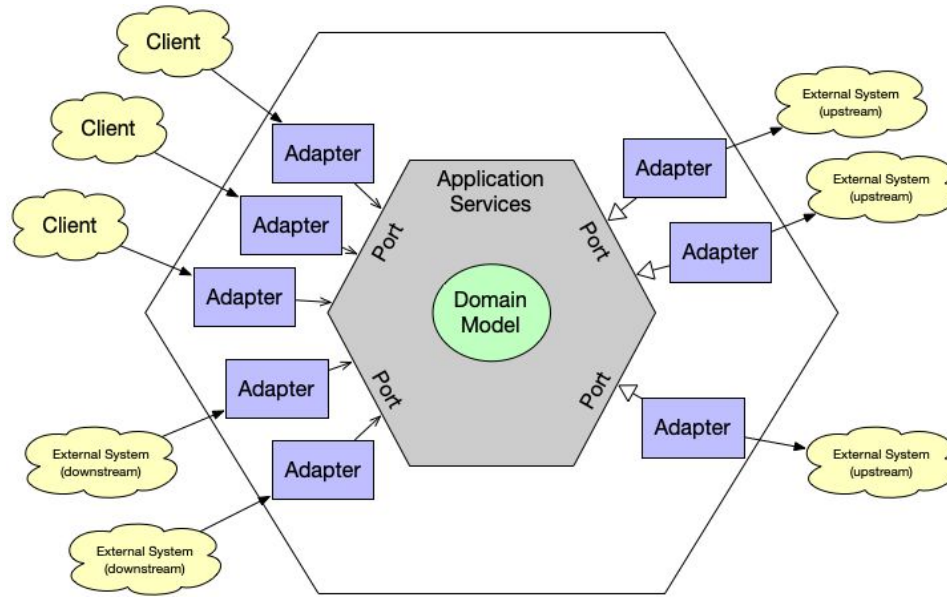 Client
Client
Client
Adapter
Adapter
Adapter
Adapter
Adapter
External System
(downstream)
External System
(downstream)
Application
Services
Port
Port
Domain
Model
Port
Port
Adapter
Adapter
Adapter
External System
(upstream)
External System
(upstream)
External System
(upstream)